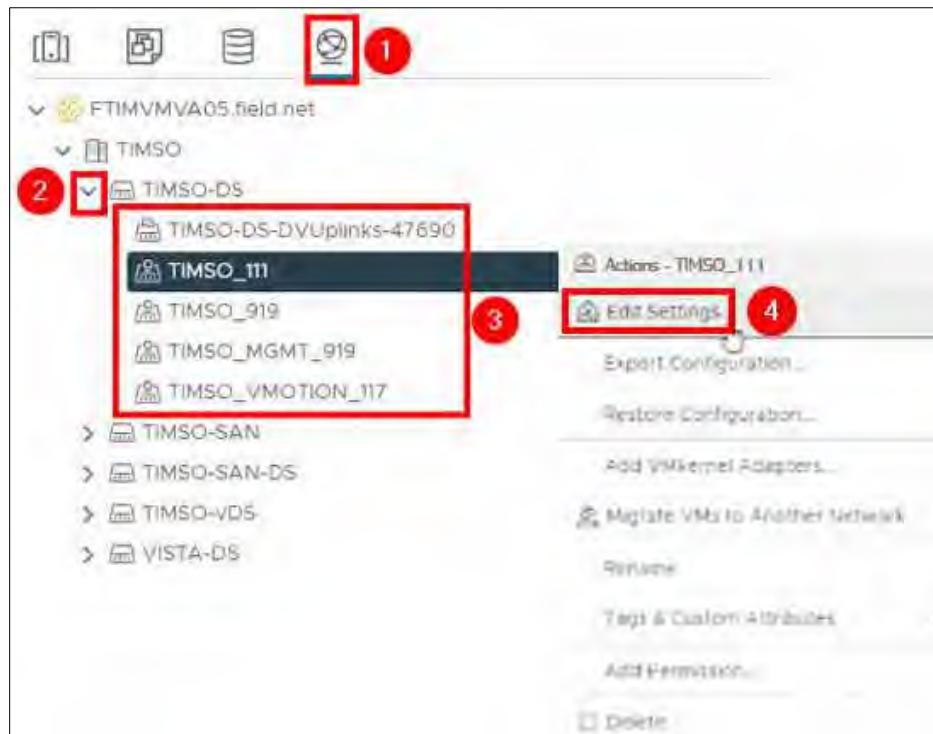 1
FTIMVMVA05.field.net
TIMSO
2
TIMSO-DS
TIMSO-DS-DVUplinks-47690
TIMSO_111
TIMSO_919
TIMSO_MGMT_919
TIMSO_VMOTION_117
3
TIMSO-SAN
TIMSO-SAN-DS
TIMSO-VDS
VISTA-DS
Actions - TIMSO_111
Edit Settings
4
Export Configuration...
Restore Configuration...
Add VMkernel Adapters...
Migrate VMs to Another Network
Rename
Tags & Custom Attributes
Add Permission...
Delete